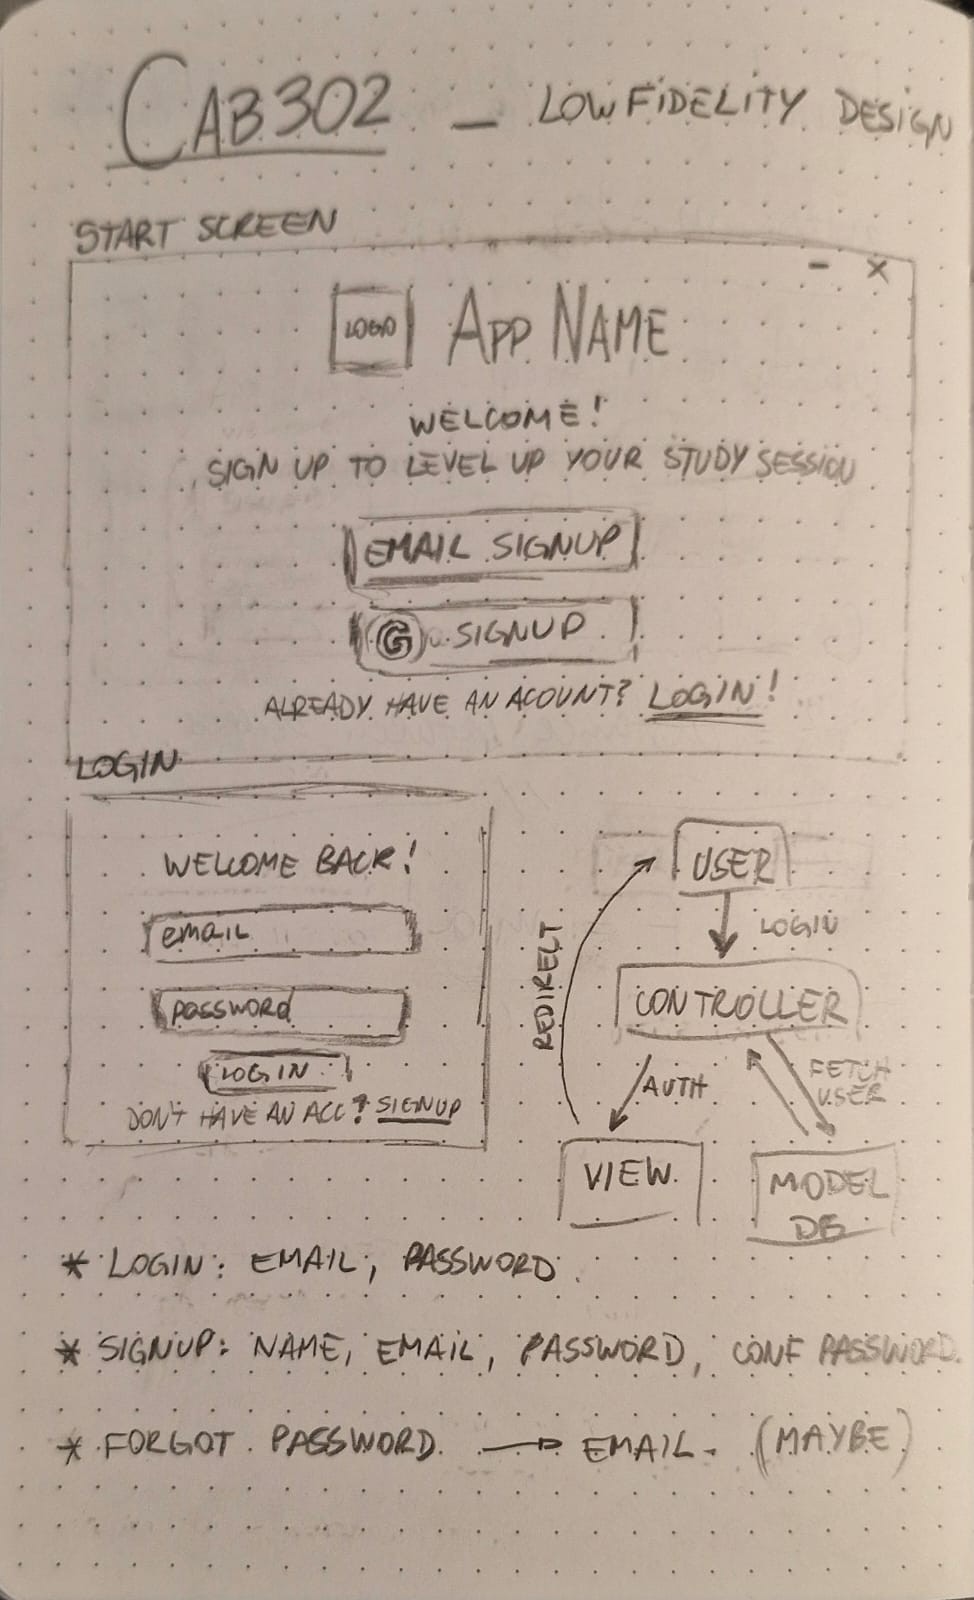 CAB302 - LOW FIDELITY DESIGN
START SCREEN
- X
LOGO APP NAME
WELCOME!
SIGN UP TO LEVEL UP YOUR STUDY SESSION
EMAIL SIGNUP
G SIGNUP
ALREADY HAVE AN ACOUNT? LOGIN!
LOGIN
WELCOME BACK!
email
password
LOGIN
DON'T HAVE AN ACC? SIGNUP
USER
LOGIN
REDIRECT
CONTROLLER
AUTH
FETCH
USER
VIEW
MODEL
DB
* LOGIN: EMAIL, PASSWORD
* SIGNUP: NAME, EMAIL, PASSWORD, CONF PASSWORD.
* FORGOT PASSWORD → EMAIL. (MAYBE)